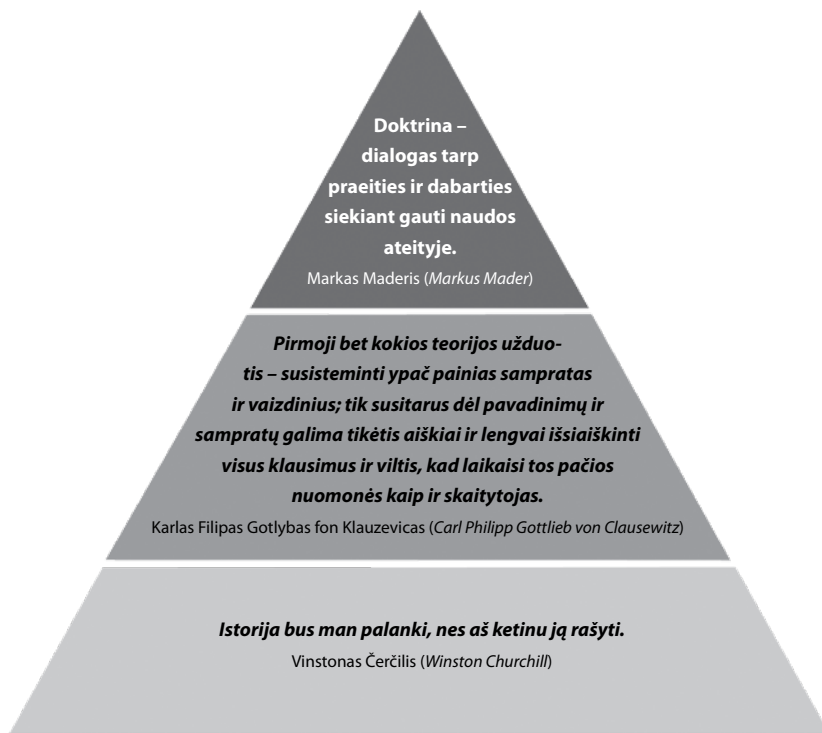 Doktrina –
dialogas tarp
praeities ir dabarties
siekiant gauti naudos
ateityje.
Markas Maderis (Markus Mader)
Pirmoji bet kokios teorijos užduo-
tis – susisteminti ypač painias sampratas
ir vaizdinius; tik susitarus dėl pavadinimų ir
sampratų galima tikėtis aiškiai ir lengvai išsiaiškinti
visus klausimus ir viltis, kad laikaisi tos pačios
nuomonės kaip ir skaitytojas.
Karlas Filipas Gotlybas fon Klauzevicas (Carl Philipp Gottlieb von Clausewitz)
Istorija bus man palanki, nes aš ketinu ją rašyti.
Vinstonas Čerčilis (Winston Churchill)